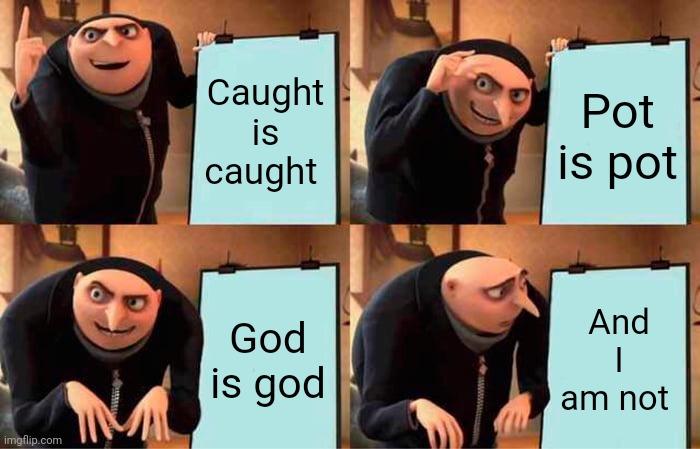 Caught
is
caught
Pot
is pot
God
is god
And
I
am not
imgflip.com